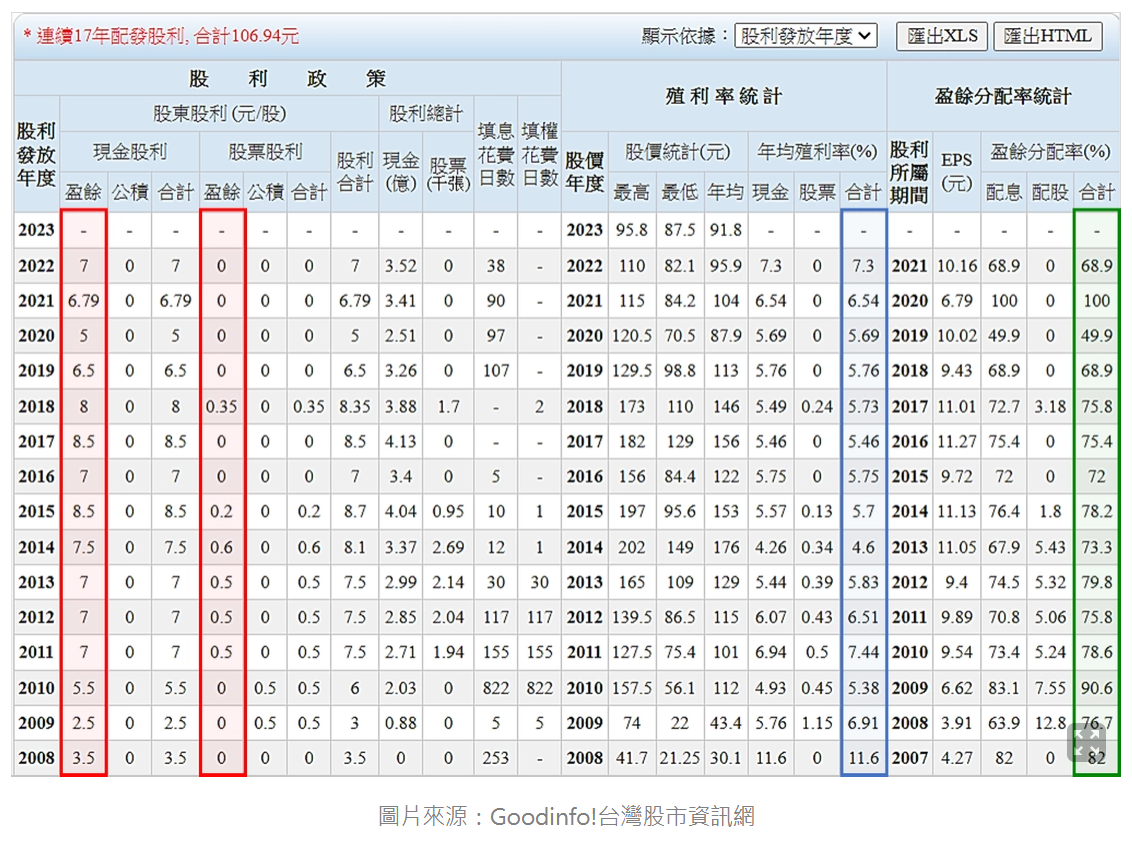 * 連續17年配發股利, 合計106.94元 顯示依據： 股利發放年度 匯出XLS 匯出HTML
股利政策 殖利率統計 盈餘分配率統計
股利發放年度 股東股利 (元/股) 股利總計 填息花費日數 填權花費日數 股價年度 股價統計(元) 年均殖利率(%) 股利所屬期間 EPS(元) 盈餘分配率(%)
現金股利 股票股利 股利合計 現金(億) 股票(千張)
盈餘 公積 合計 盈餘 公積 合計 最高 最低 年均 現金 股票 合計 配息 配股 合計
2023 - - - - - - - - - - - 2023 95.8 87.5 91.8 - - - - - - - -
2022 7 0 7 0 0 0 7 3.52 0 38 - 2022 110 82.1 95.9 7.3 0 7.3 2021 10.16 68.9 0 68.9
2021 6.79 0 6.79 0 0 0 6.79 3.41 0 90 - 2021 115 84.2 104 6.54 0 6.54 2020 6.79 100 0 100
2020 5 0 5 0 0 0 5 2.51 0 97 - 2020 120.5 70.5 87.9 5.69 0 5.69 2019 10.02 49.9 0 49.9
2019 6.5 0 6.5 0 0 0 6.5 3.26 0 107 - 2019 129.5 98.8 113 5.76 0 5.76 2018 9.43 68.9 0 68.9
2018 8 0 8 0.35 0 0.35 8.35 3.88 1.7 - 2 2018 173 110 146 5.49 0.24 5.73 2017 11.01 72.7 3.18 75.8
2017 8.5 0 8.5 0 0 0 8.5 4.13 0 - - 2017 182 129 156 5.46 0 5.46 2016 11.27 75.4 0 75.4
2016 7 0 7 0 0 0 7 3.4 0 5 - 2016 156 84.4 122 5.75 0 5.75 2015 9.72 72 0 72
2015 8.5 0 8.5 0.2 0 0.2 8.7 4.04 0.95 10 1 2015 197 95.6 153 5.57 0.13 5.7 2014 11.13 76.4 1.8 78.2
2014 7.5 0 7.5 0.6 0 0.6 8.1 3.37 2.69 12 1 2014 202 149 176 4.26 0.34 4.6 2013 11.05 67.9 5.43 73.3
2013 7 0 7 0.5 0 0.5 7.5 2.99 2.14 30 30 2013 165 109 129 5.44 0.39 5.83 2012 9.4 74.5 5.32 79.8
2012 7 0 7 0.5 0 0.5 7.5 2.85 2.04 117 117 2012 139.5 86.5 115 6.07 0.43 6.51 2011 9.89 70.8 5.06 75.8
2011 7 0 7 0.5 0 0.5 7.5 2.71 1.94 155 155 2011 127.5 75.4 101 6.94 0.5 7.44 2010 9.54 73.4 5.24 78.6
2010 5.5 0 5.5 0 0.5 0.5 6 2.03 0 822 822 2010 157.5 56.1 112 4.93 0.45 5.38 2009 6.62 83.1 7.55 90.6
2009 2.5 0 2.5 0 0.5 0.5 3 0.88 0 5 5 2009 74 22 43.4 5.76 1.15 6.91 2008 3.91 63.9 12.8 76.7
2008 3.5 0 3.5 0 0 0 3.5 0 0 253 - 2008 41.7 21.25 30.1 11.6 0 11.6 2007 4.27 82 0 82
圖片來源：Goodinfo!台灣股市資訊網